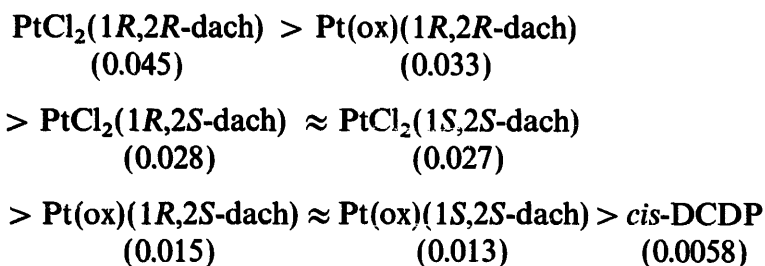 PtCl₂(1R,2R-dach) > Pt(ox)(1R,2R-dach)
(0.045) (0.033)
> PtCl₂(1R,2S-dach) ≈ PtCl₂(1S,2S-dach)
(0.028) (0.027)
> Pt(ox)(1R,2S-dach) ≈ Pt(ox)(1S,2S-dach) > cis-DCDP
(0.015) (0.013) (0.0058)